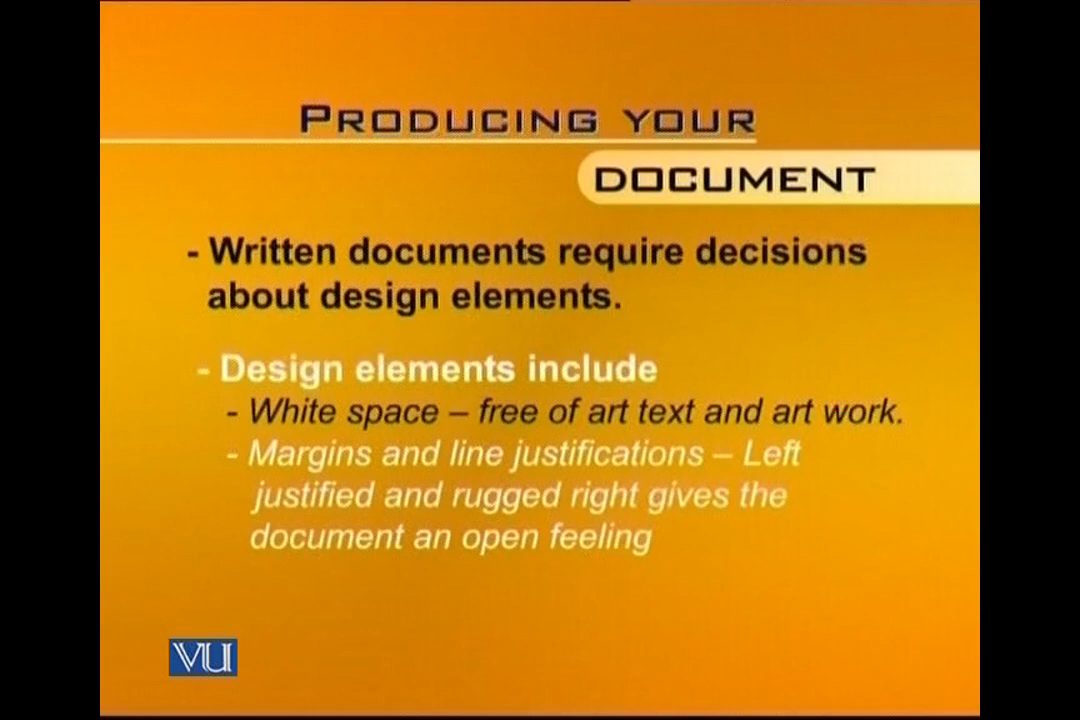 PRODUCING YOUR
DOCUMENT
- Written documents require decisions
about design elements.
- Design elements include
- White space – free of art text and art work.
- Margins and line justifications – Left
justified and rugged right gives the
document an open feeling
VU